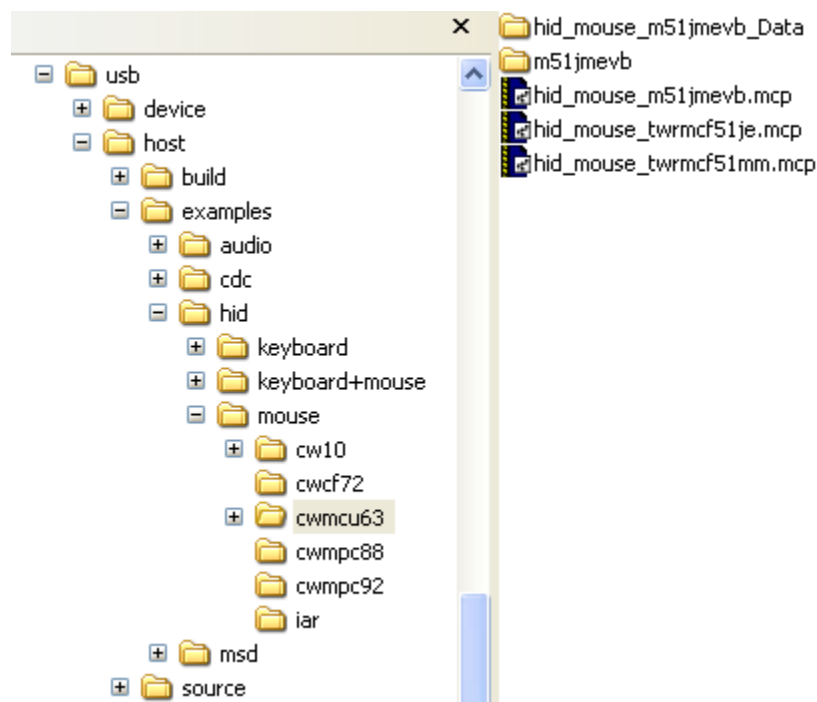 usb
device
host
build
examples
audio
cdc
hid
keyboard
keyboard+mouse
mouse
cw10
cwcf72
cwmcu63
cwmpc88
cwmpc92
iar
msd
source
hid_mouse_m51jmevb_Data
m51jmevb
hid_mouse_m51jmevb.mcp
hid_mouse_twrmcf51je.mcp
hid_mouse_twrmcf51mm.mcp